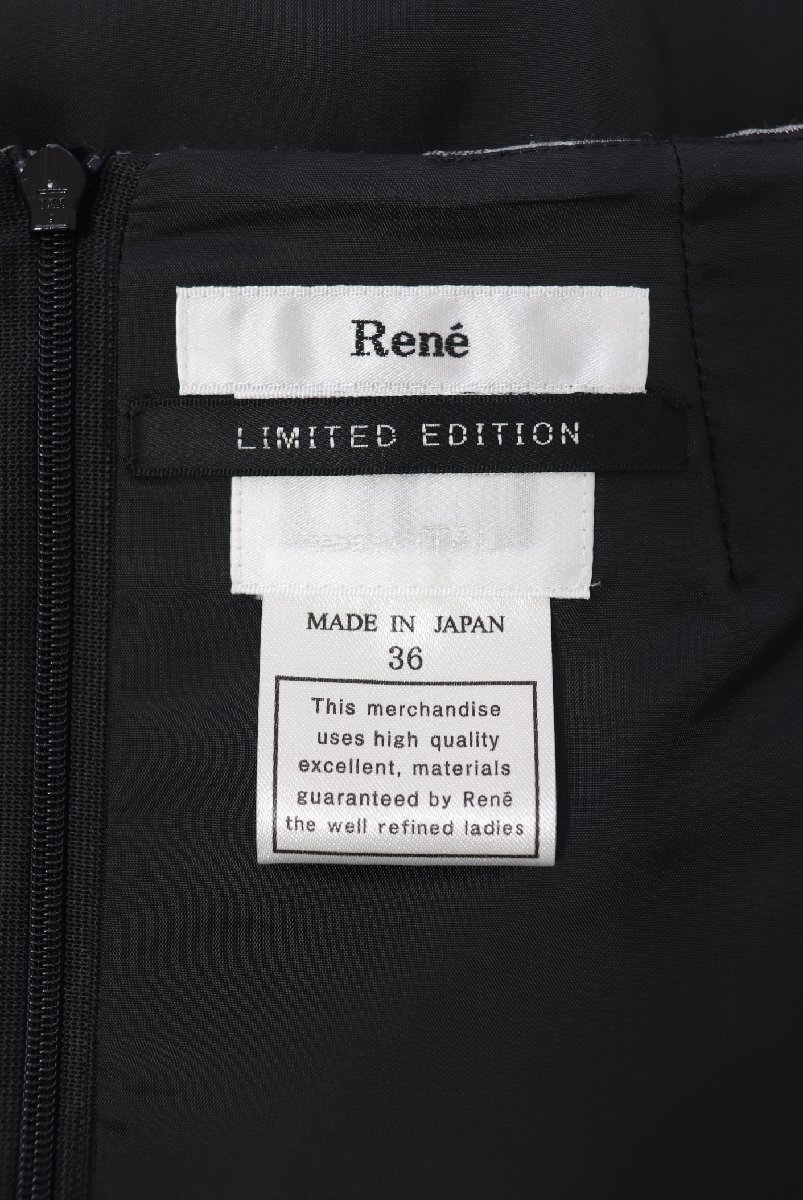 René
LIMITED EDITION
MADE IN JAPAN
36
This merchandise
uses high quality
excellent, materials
guaranteed by René
the well refined ladies